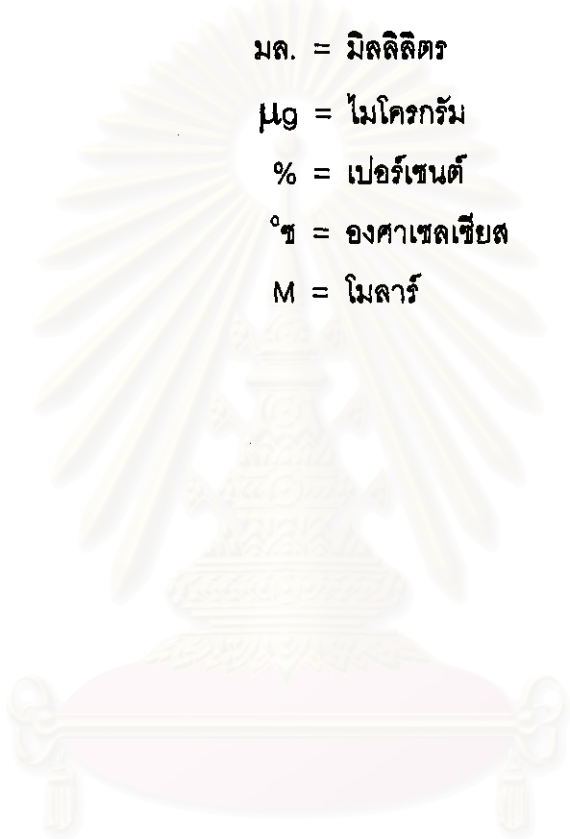 มล. = มิลลิลิตร
μg = ไมโครกรัม
% = เปอร์เซนต์
°ซ = องศาเซลเซียส
M = โมลาร์